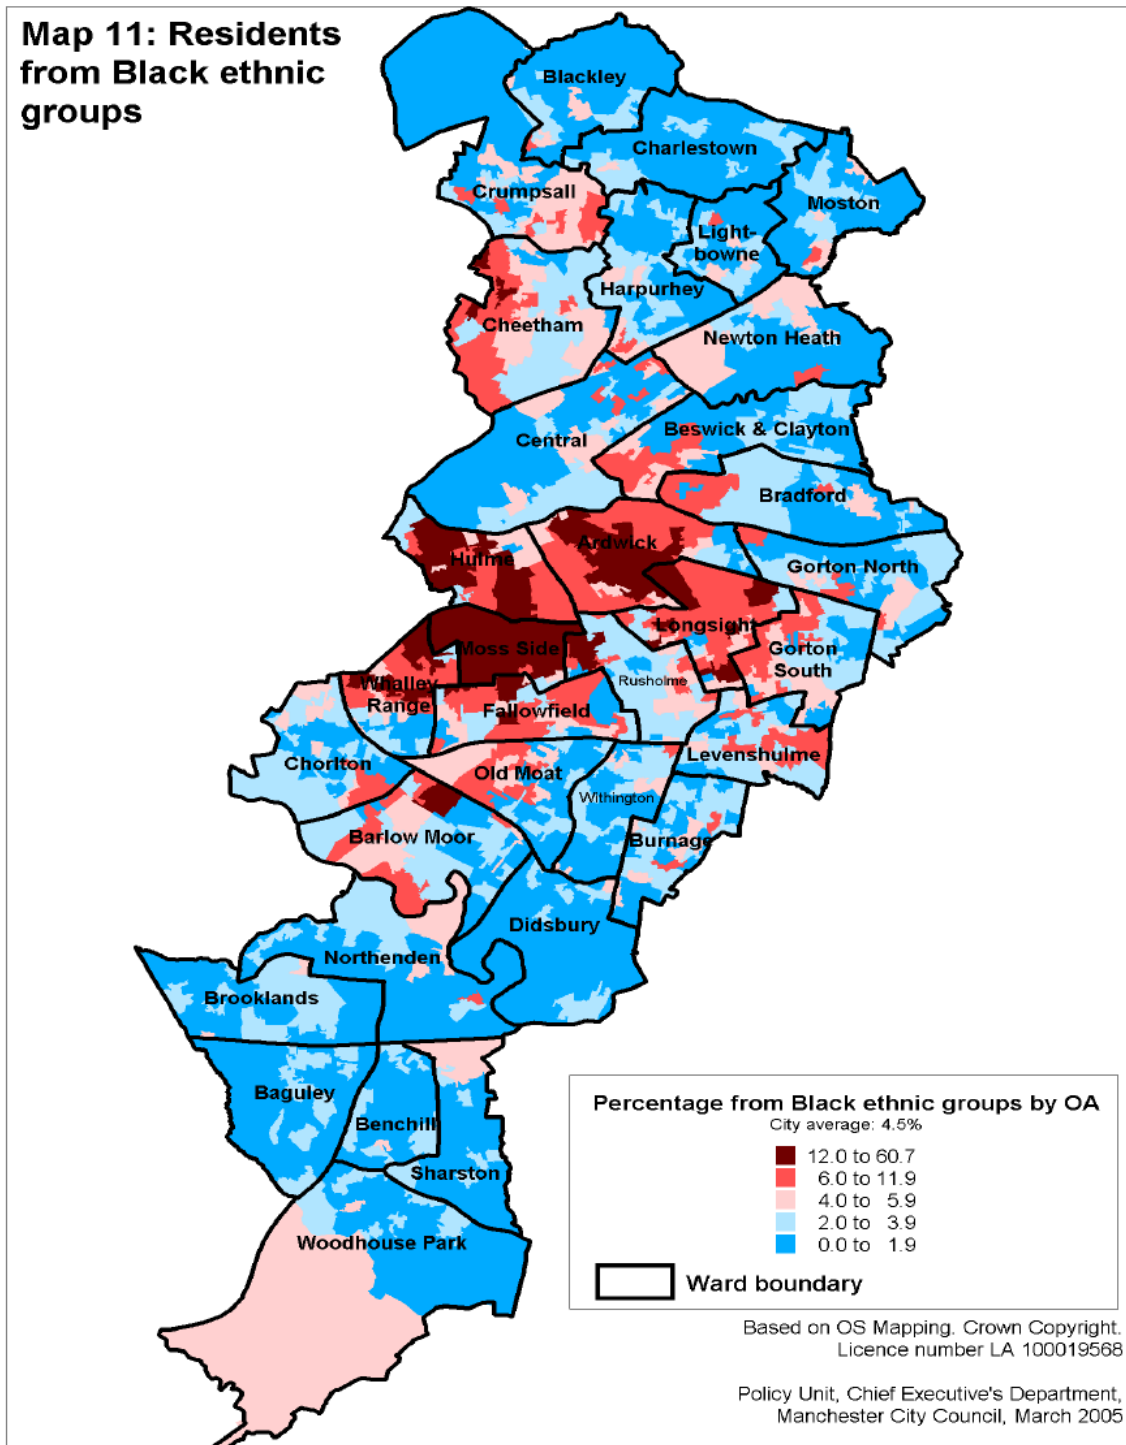 Map 11: Residents
from Black ethnic
groups
Blackley
Charlestown
Crumpsall
Moston
Light-
bowne
Harpurhey
Cheetham
Newton Heath
Central
Beswick & Clayton
Bradford
Ardwick
Hulme
Gorton North
Longsight
Moss Side
Gorton
South
Rusholme
Whalley
Range
Fallowfield
Levenshulme
Chorlton
Old Moat
Withington
Barlow Moor
Burnage
Didsbury
Northenden
Brooklands
Baguley
Benchill
Sharston
Woodhouse Park
Percentage from Black ethnic groups by OA
City average: 4.5%
12.0 to 60.7
6.0 to 11.9
4.0 to 5.9
2.0 to 3.9
0.0 to 1.9
Ward boundary
Based on OS Mapping. Crown Copyright.
Licence number LA 100019568
Policy Unit, Chief Executive's Department,
Manchester City Council, March 2005